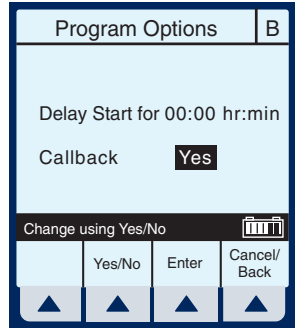 Program Options B
Delay Start for 00:00 hr:min
Callback Yes
Change using Yes/No
Yes/No Enter Cancel/
Back